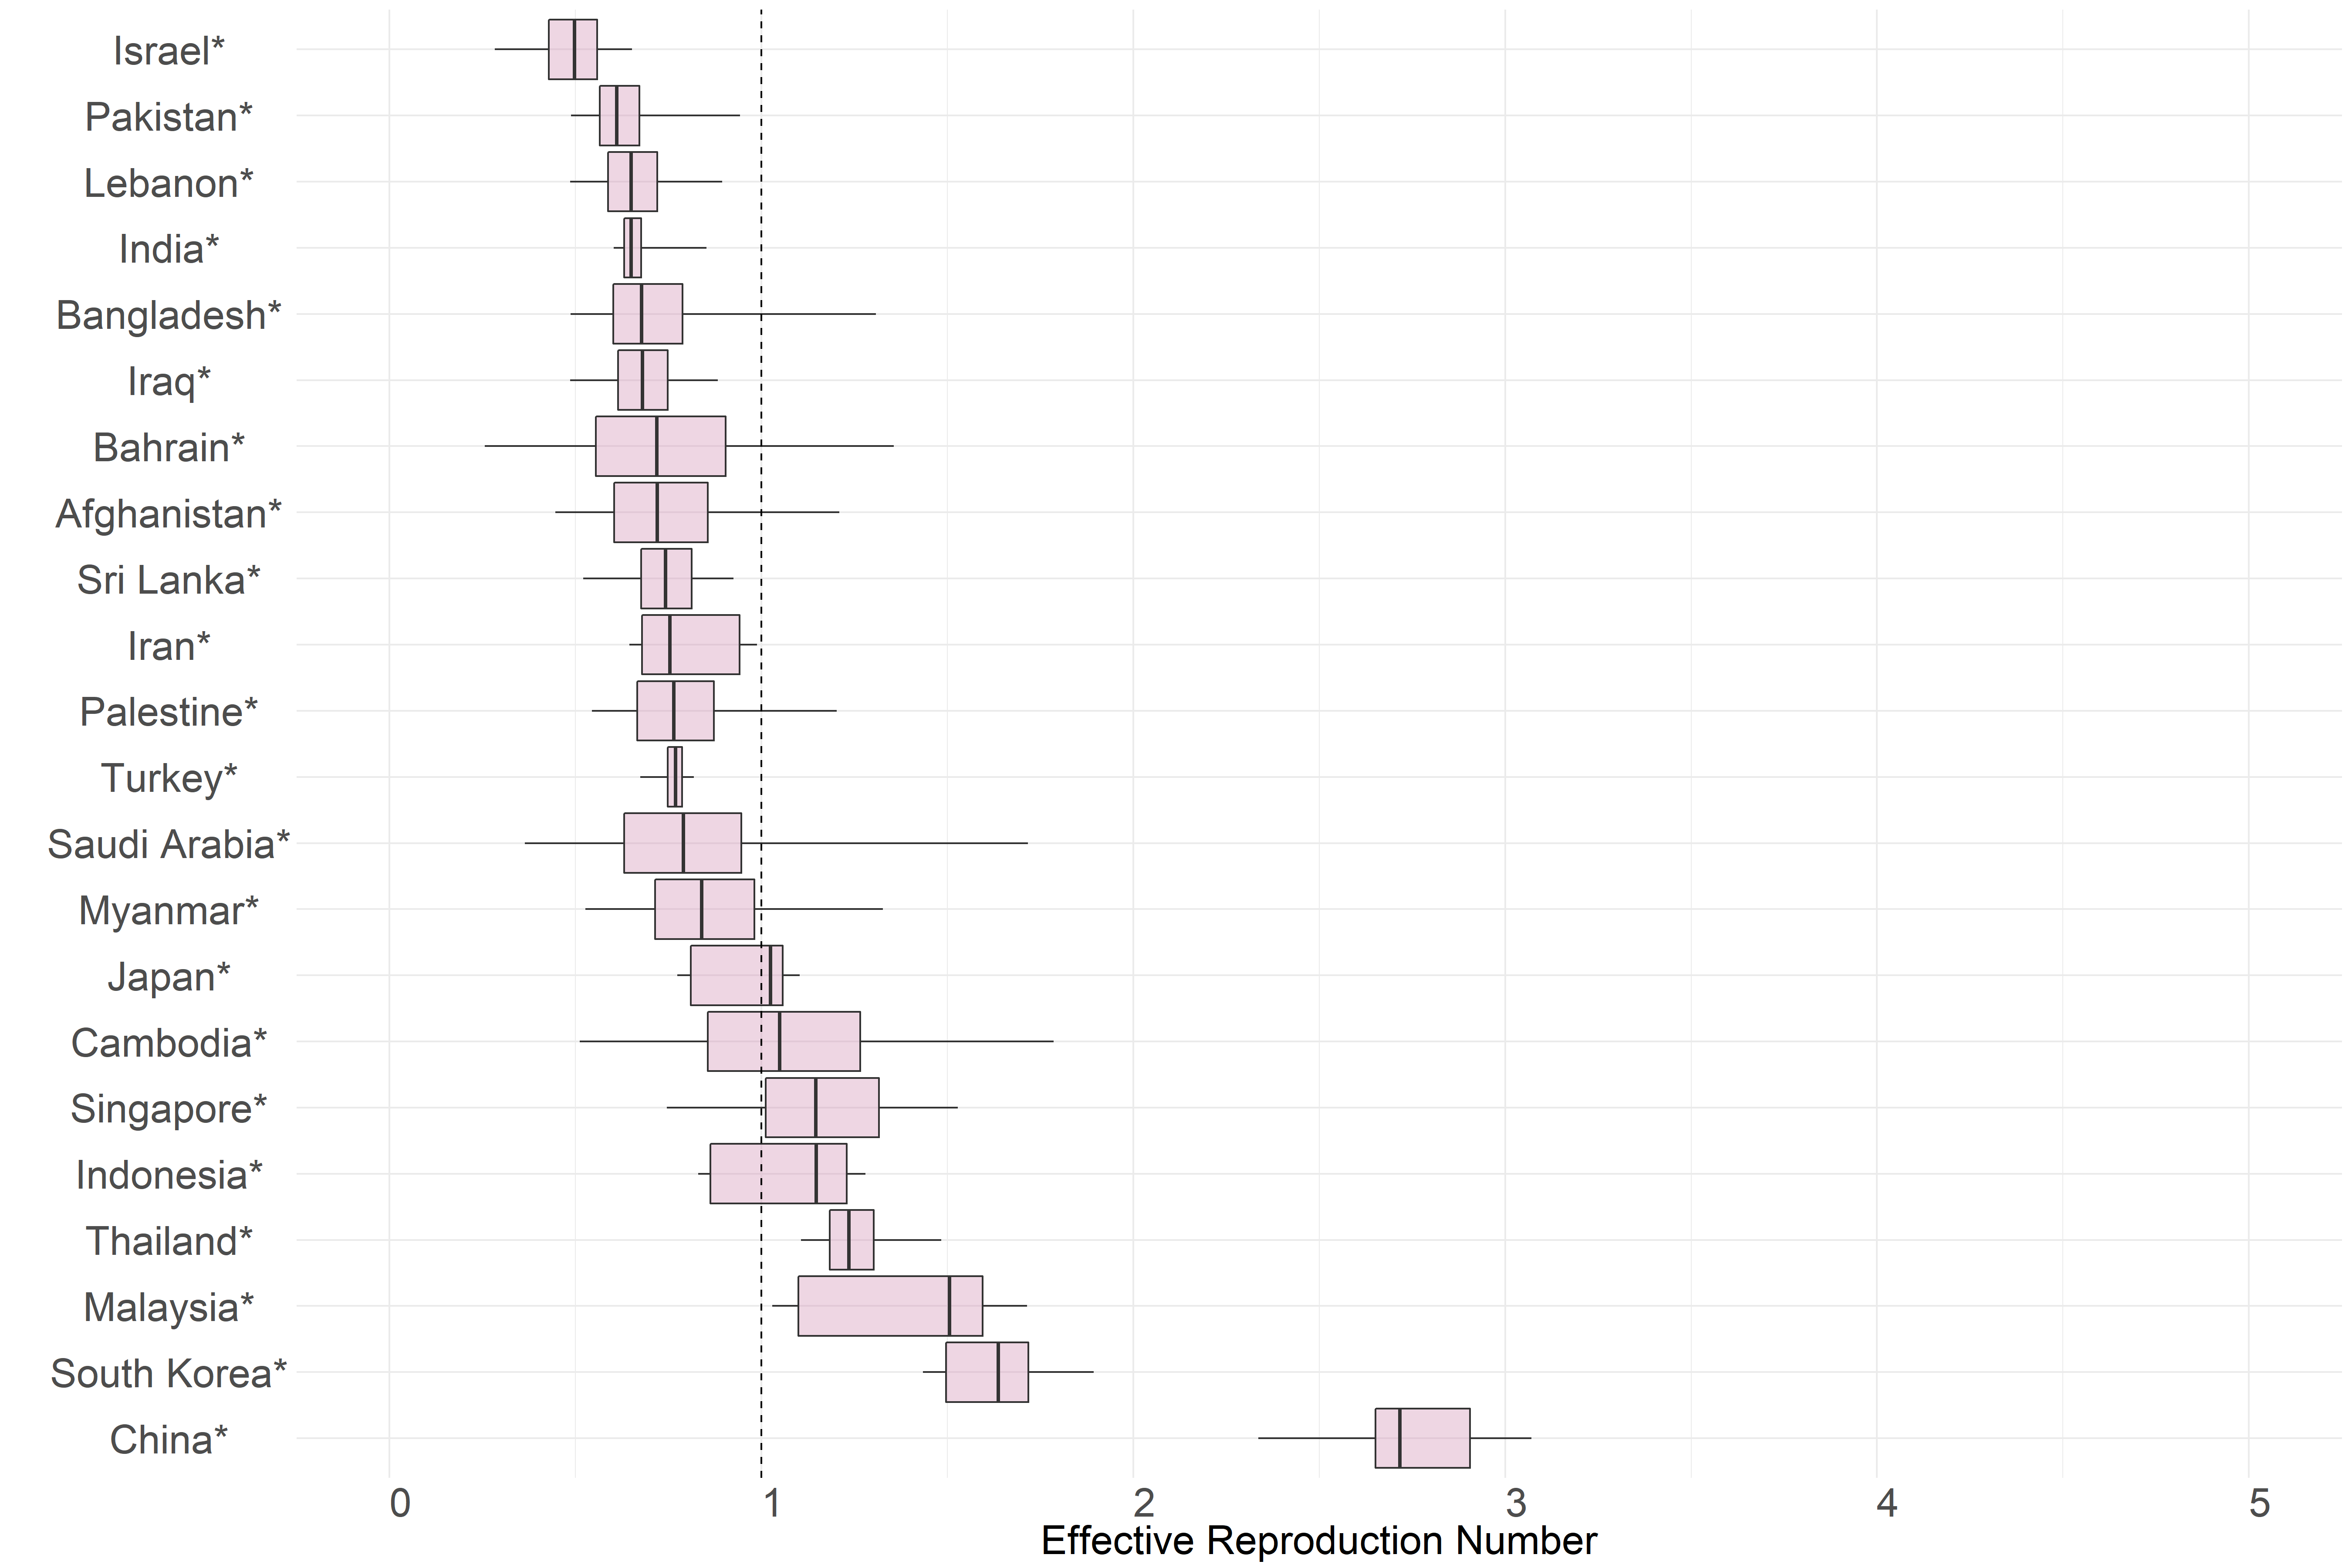 Israel*
Pakistan*
Lebanon*
India*
Bangladesh*
Iraq*
Bahrain*
Afghanistan*
Sri Lanka*
Iran*
Palestine*
Turkey*
Saudi Arabia*
Myanmar*
Japan*
Cambodia*
Singapore*
Indonesia*
Thailand*
Malaysia*
South Korea*
China*
0 1 2 3 4 5
Effective Reproduction Number